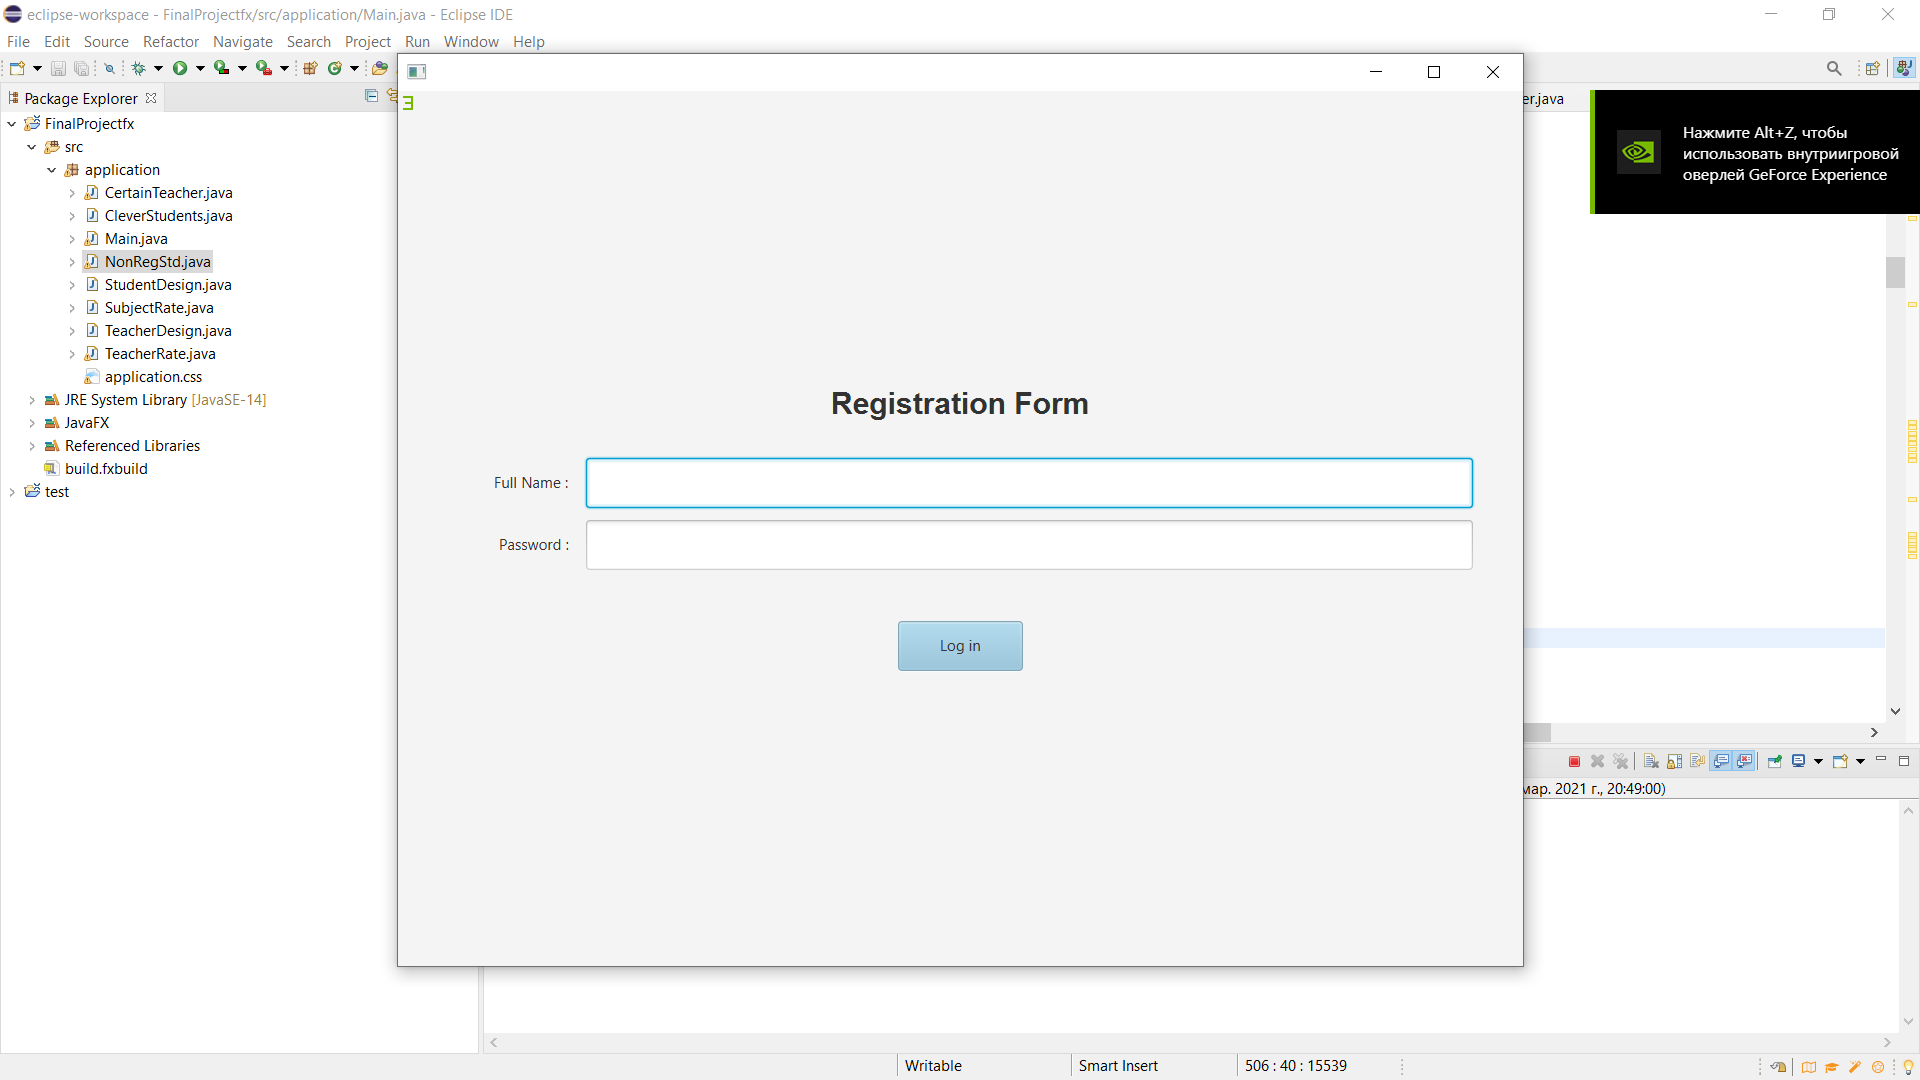 eclipse-workspace - FinalProjectfx/src/application/Main.java - Eclipse IDE
File Edit Source Refactor Navigate Search Project Run Window Help
Package Explorer
er.java
FinalProjectfx
src
application
CertainTeacher.java
CleverStudents.java
Main.java
NonRegStd.java
StudentDesign.java
SubjectRate.java
TeacherDesign.java
TeacherRate.java
application.css
JRE System Library [JavaSE-14]
JavaFX
Referenced Libraries
build.fxbuild
test
Registration Form
Full Name :
Password :
Log in
Нажмите Alt+Z, чтобы
использовать внутриигровой
оверлей GeForce Experience
мар. 2021 г., 20:49:00)
Writable Smart Insert 506 : 40 : 15539